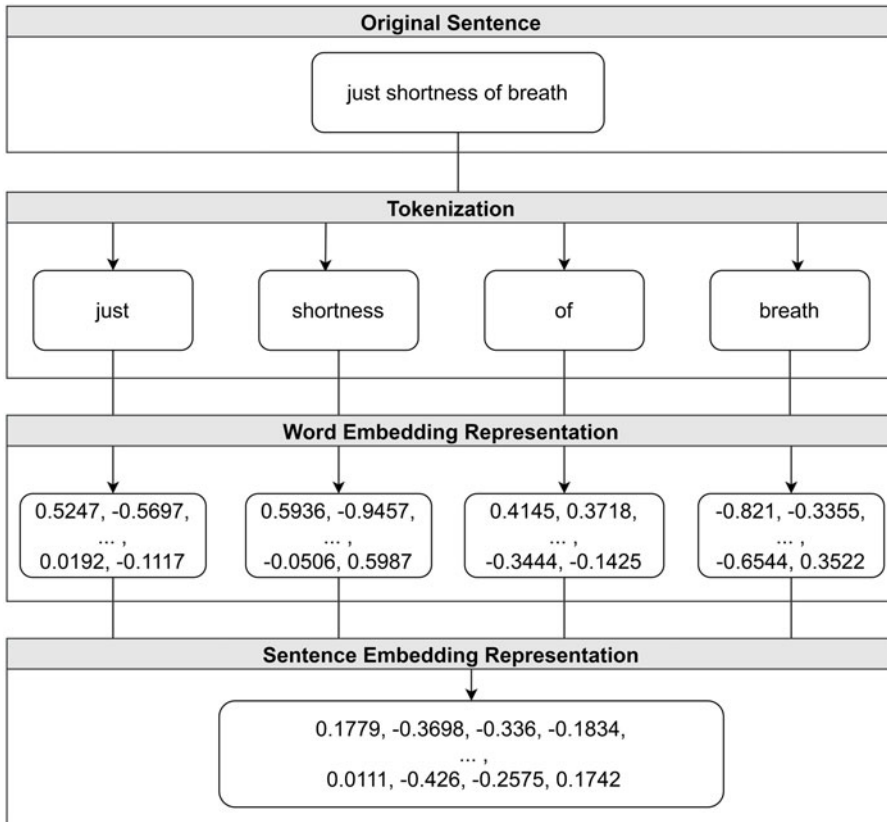 Original Sentence
just shortness of breath
Tokenization
just
shortness
of
breath
Word Embedding Representation
0.5247, -0.5697,
... ,
0.0192, -0.1117
0.5936, -0.9457,
... ,
-0.0506, 0.5987
0.4145, 0.3718,
... ,
-0.3444, -0.1425
-0.821, -0.3355,
... ,
-0.6544, 0.3522
Sentence Embedding Representation
0.1779, -0.3698, -0.336, -0.1834,
... ,
0.0111, -0.426, -0.2575, 0.1742